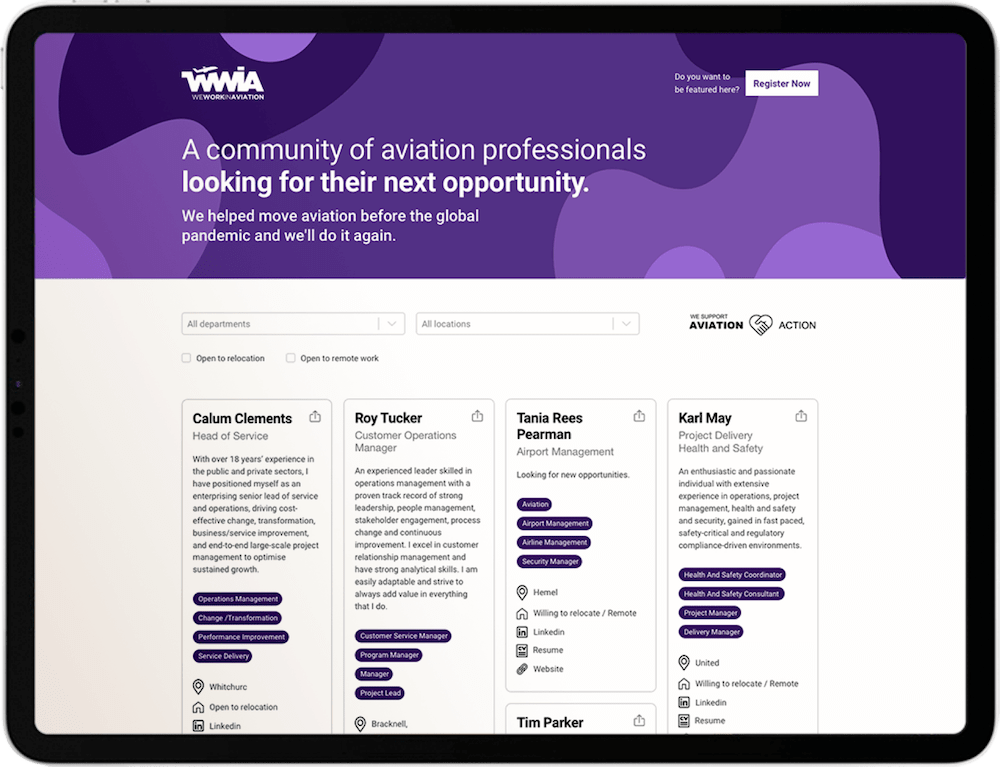 WWIA
WEWORKINAVIATION
Do you want to
be featured here?
Register Now
A community of aviation professionals
looking for their next opportunity.
We helped move aviation before the global
pandemic and we'll do it again.
All departments
All locations
WE SUPPORT
AVIATION ACTION
Open to relocation
Open to remote work
Calum Clements
Head of Service
With over 18 years' experience in
the public and private sectors, I
have positioned myself as an
enterprising senior lead of service
and operations, driving cost-
effective change, transformation,
business/service improvement,
and end-to-end large-scale project
management to optimise
sustained growth.
Operations Management
Change /Transformation
Performance Improvement
Service Delivery
Whitchurc
Open to relocation
Linkedin
Roy Tucker
Customer Operations
Manager
An experienced leader skilled in
operations management with a
proven track record of strong
leadership, people management,
stakeholder engagement, process
change and continuous
improvement. I excel in customer
relationship management and
have strong analytical skills. I am
easily adaptable and strive to
always add value in everything
that I do.
Customer Service Manager
Program Manager
Manager
Project Lead
Bracknell,
Tania Rees
Pearman
Airport Management
Looking for new opportunities.
Aviation
Airport Management
Airline Management
Security Manager
Hemel
Willing to relocate / Remote
Linkedin
Resume
Website
Tim Parker
Karl May
Project Delivery
Health and Safety
An enthusiastic and passionate
individual with extensive
experience in operations, project
management, health and safety
and security, gained in fast paced,
safety-critical and regulatory
compliance-driven environments.
Health And Safety Coordinator
Health And Safety Consultant
Project Manager
Delivery Manager
United
Willing to relocate / Remote
Linkedin
Resume